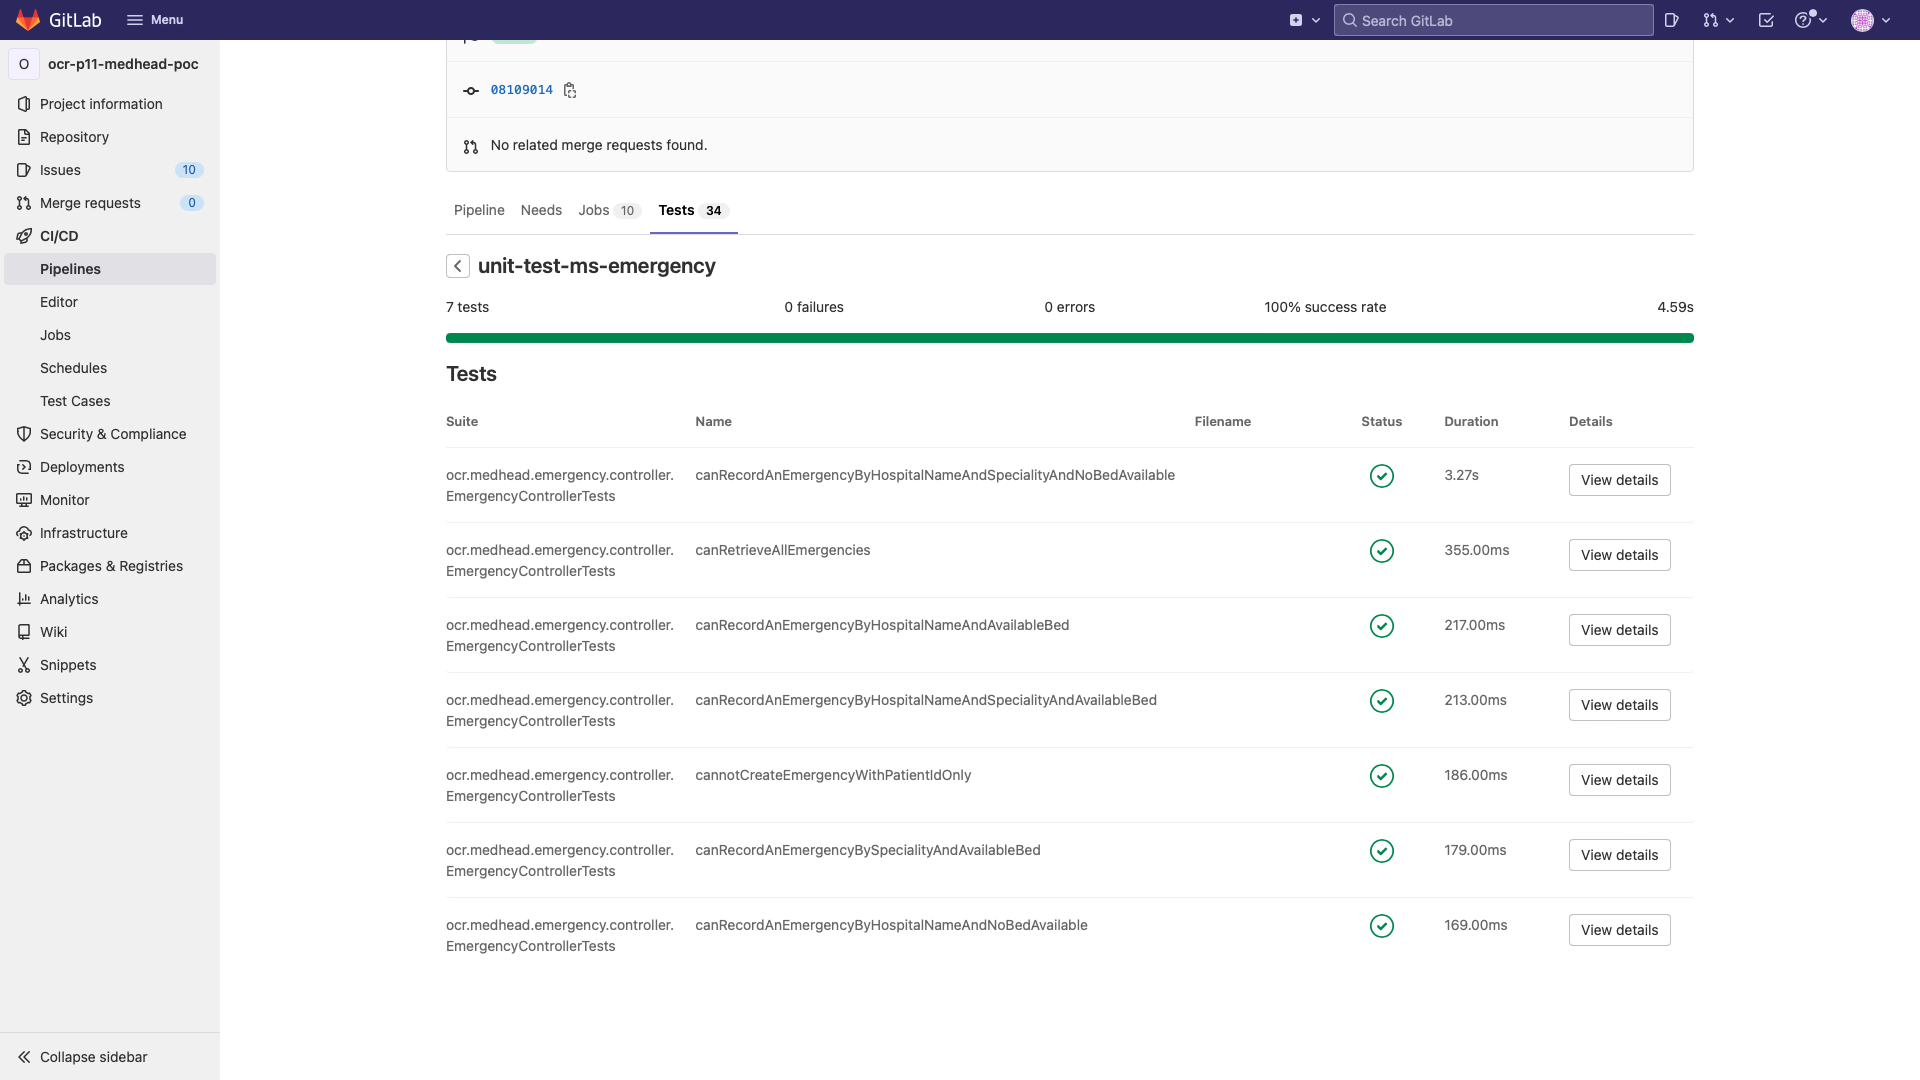 GitLab
Menu
Search GitLab
O
ocr-p11-medhead-poc
Project information
Repository
Issues 10
Merge requests 0
CI/CD
Pipelines
Editor
Jobs
Schedules
Test Cases
Security & Compliance
Deployments
Monitor
Infrastructure
Packages & Registries
Analytics
Wiki
Snippets
Settings
Collapse sidebar
08109014
No related merge requests found.
Pipeline Needs Jobs 10 Tests 34
unit-test-ms-emergency
7 tests 0 failures 0 errors 100% success rate 4.59s
Tests
Suite Name Filename Status Duration Details
ocr.medhead.emergency.controller. canRecordAnEmergencyByHospitalNameAndSpecialityAndNoBedAvailable 3.27s View details
EmergencyControllerTests
ocr.medhead.emergency.controller. canRetrieveAllEmergencies 355.00ms View details
EmergencyControllerTests
ocr.medhead.emergency.controller. canRecordAnEmergencyByHospitalNameAndAvailableBed 217.00ms View details
EmergencyControllerTests
ocr.medhead.emergency.controller. canRecordAnEmergencyByHospitalNameAndSpecialityAndAvailableBed 213.00ms View details
EmergencyControllerTests
ocr.medhead.emergency.controller. cannotCreateEmergencyWithPatientIdOnly 186.00ms View details
EmergencyControllerTests
ocr.medhead.emergency.controller. canRecordAnEmergencyBySpecialityAndAvailableBed 179.00ms View details
EmergencyControllerTests
ocr.medhead.emergency.controller. canRecordAnEmergencyByHospitalNameAndNoBedAvailable 169.00ms View details
EmergencyControllerTests